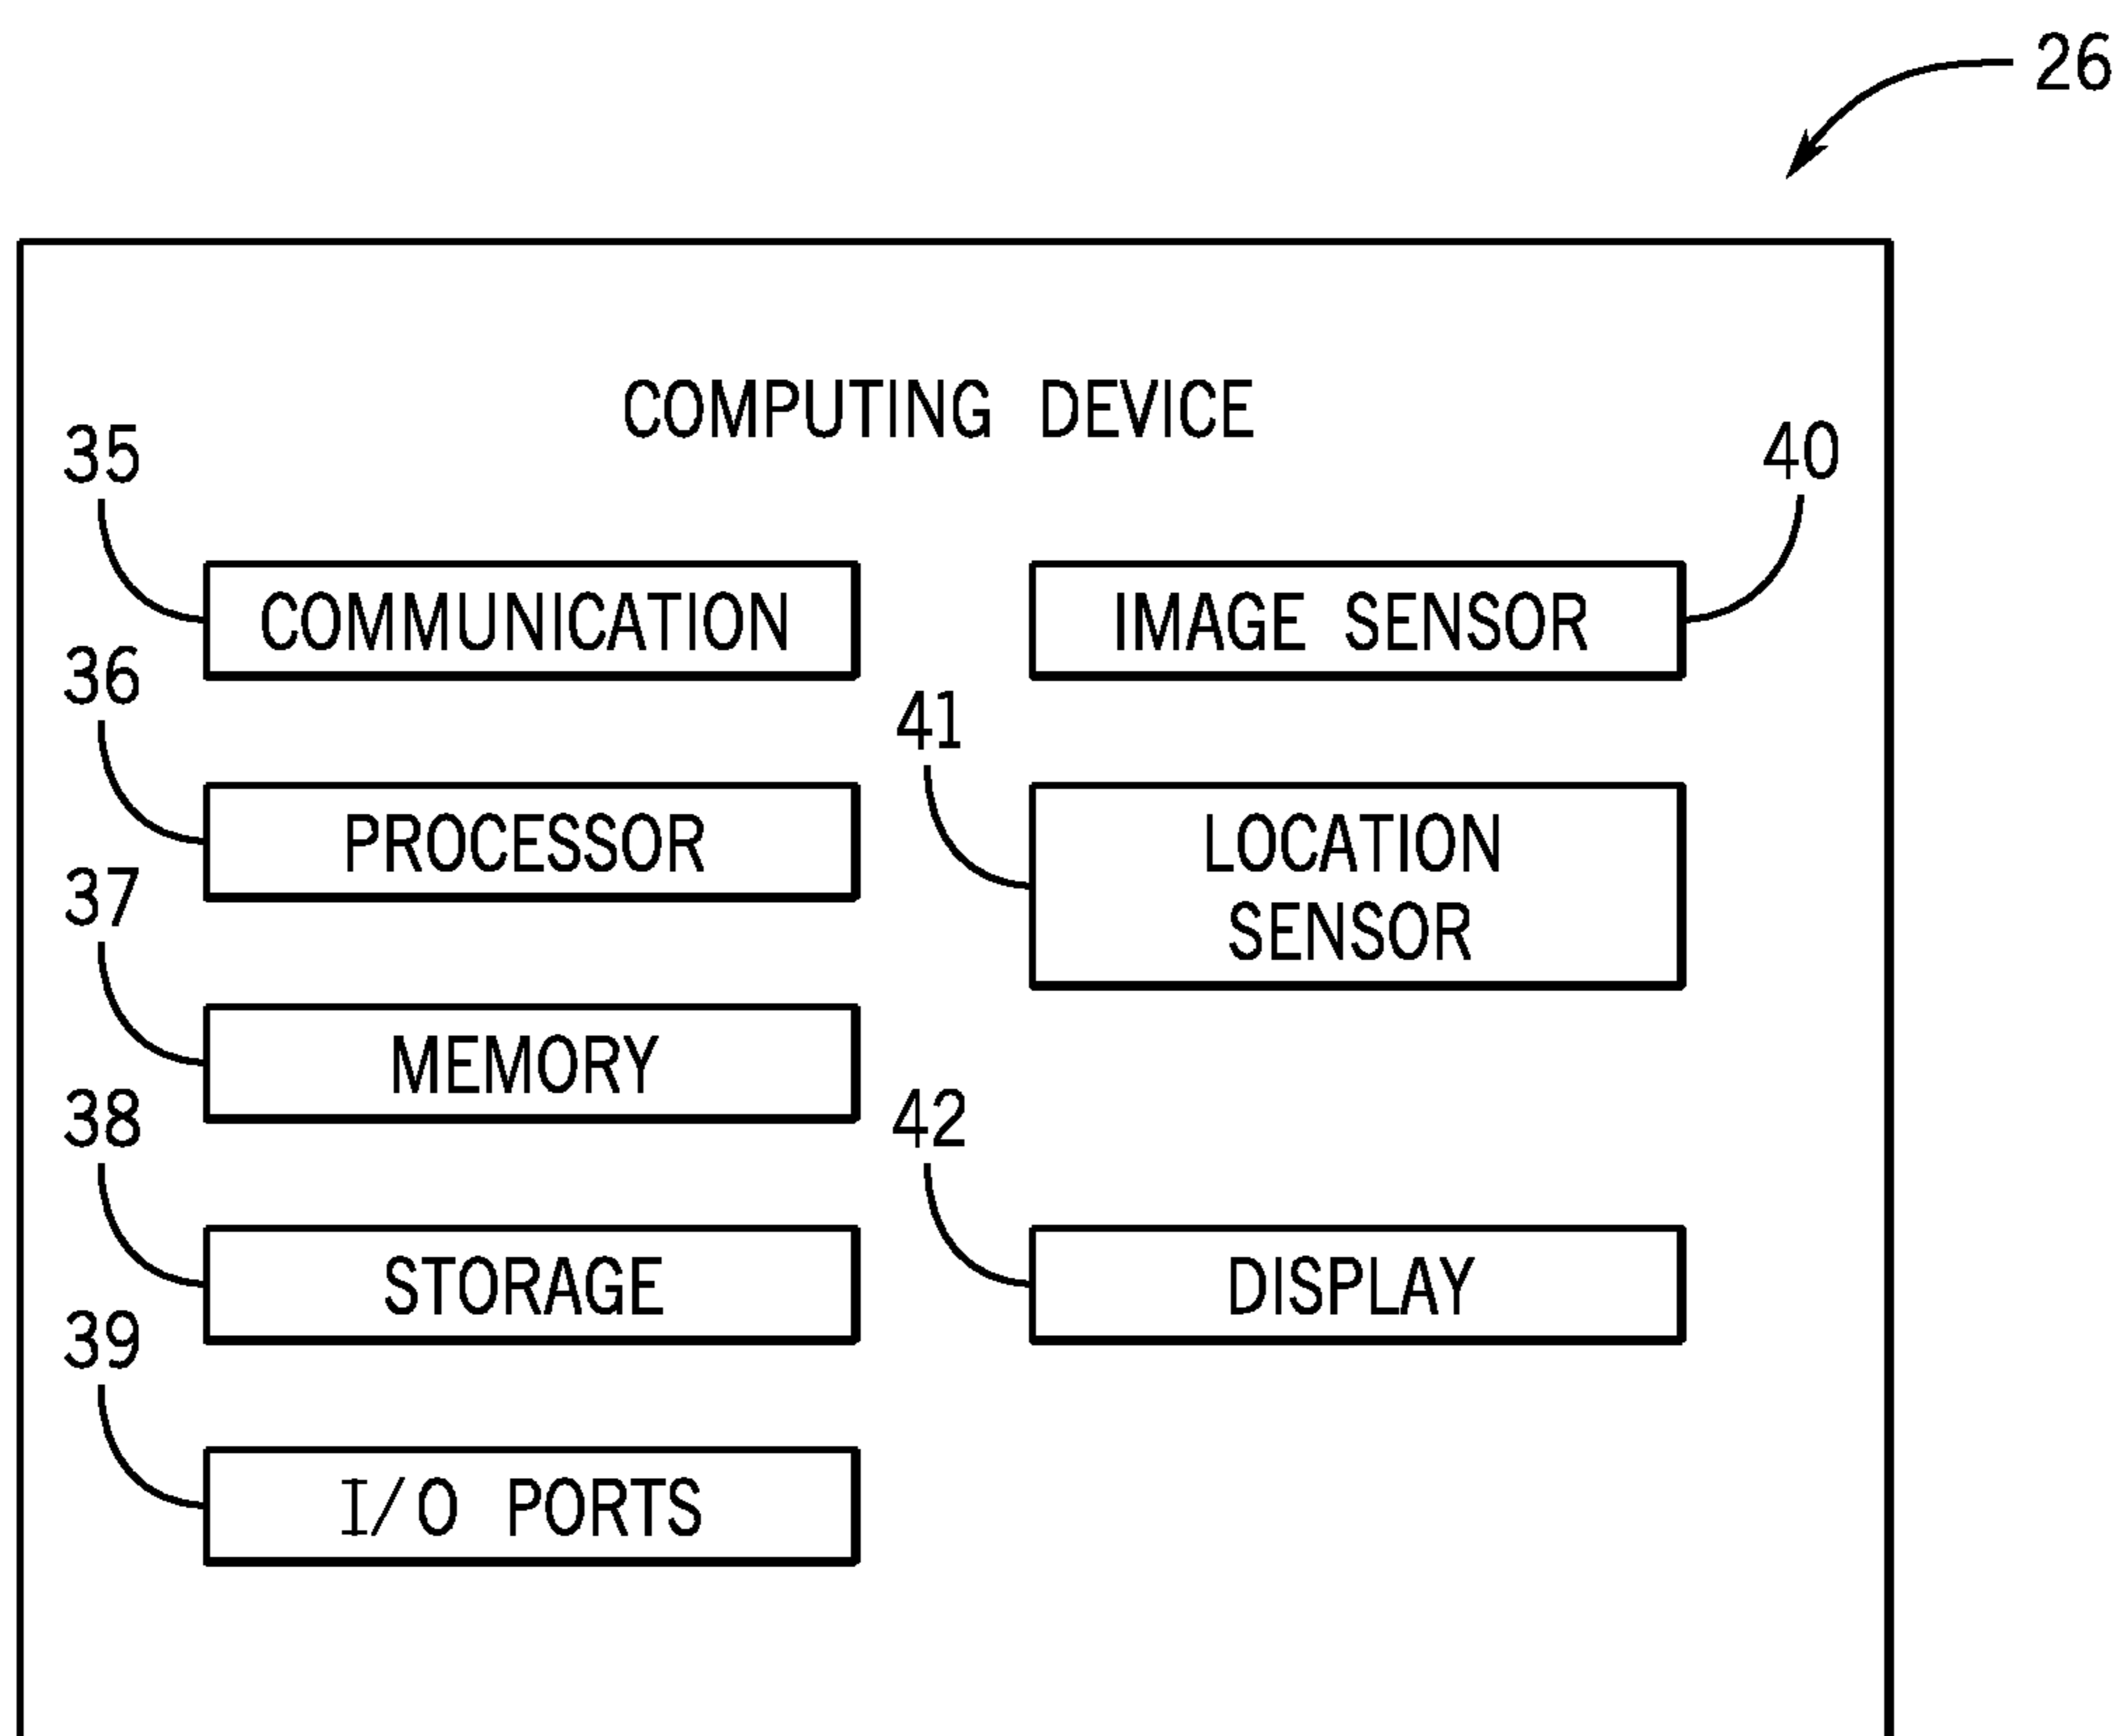 26
COMPUTING DEVICE
35
40
COMMUNICATION
IMAGE SENSOR
36
41
PROCESSOR
LOCATION
SENSOR
37
MEMORY
38
42
STORAGE
DISPLAY
39
I/O PORTS